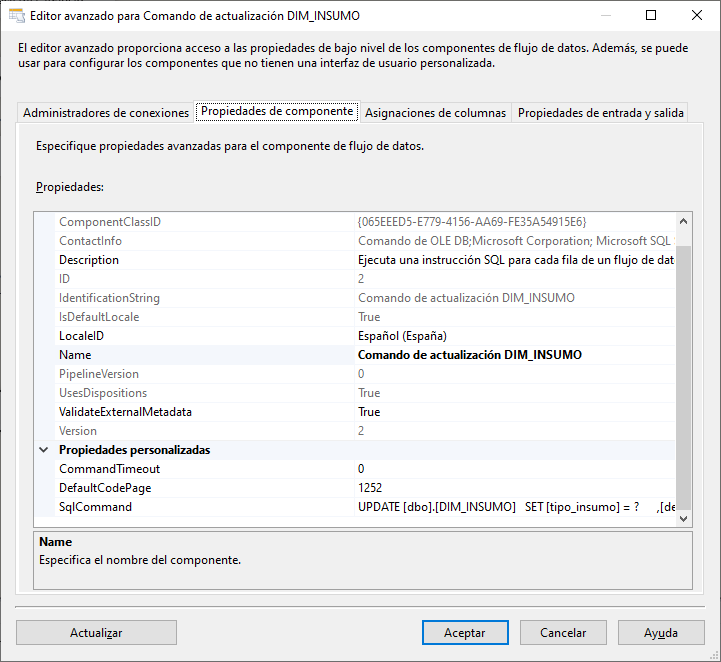 Editor avanzado para Comando de actualización DIM_INSUMO
El editor avanzado proporciona acceso a las propiedades de bajo nivel de los componentes de flujo de datos. Además, se puede
usar para configurar los componentes que no tienen una interfaz de usuario personalizada.
Administradores de conexiones Propiedades de componente Asignaciones de columnas Propiedades de entrada y salida
Especifique propiedades avanzadas para el componente de flujo de datos.
Propiedades:
ComponentClassID {065EEED5-E779-4156-AA69-FE35A54915E6}
ContactInfo Comando de OLE DB;Microsoft Corporation; Microsoft SQL
Description Ejecuta una instrucción SQL para cada fila de un flujo de dat
ID 2
IdentificationString Comando de actualización DIM_INSUMO
IsDefaultLocale True
LocaleID Español (España)
Name Comando de actualización DIM_INSUMO
PipelineVersion 0
UsesDispositions True
ValidateExternalMetadata True
Version 2
Propiedades personalizadas
CommandTimeout 0
DefaultCodePage 1252
SqlCommand UPDATE [dbo].[DIM_INSUMO] SET [tipo_insumo] = ? ,[de
Name
Especifica el nombre del componente.
Actualizar Aceptar Cancelar Ayuda